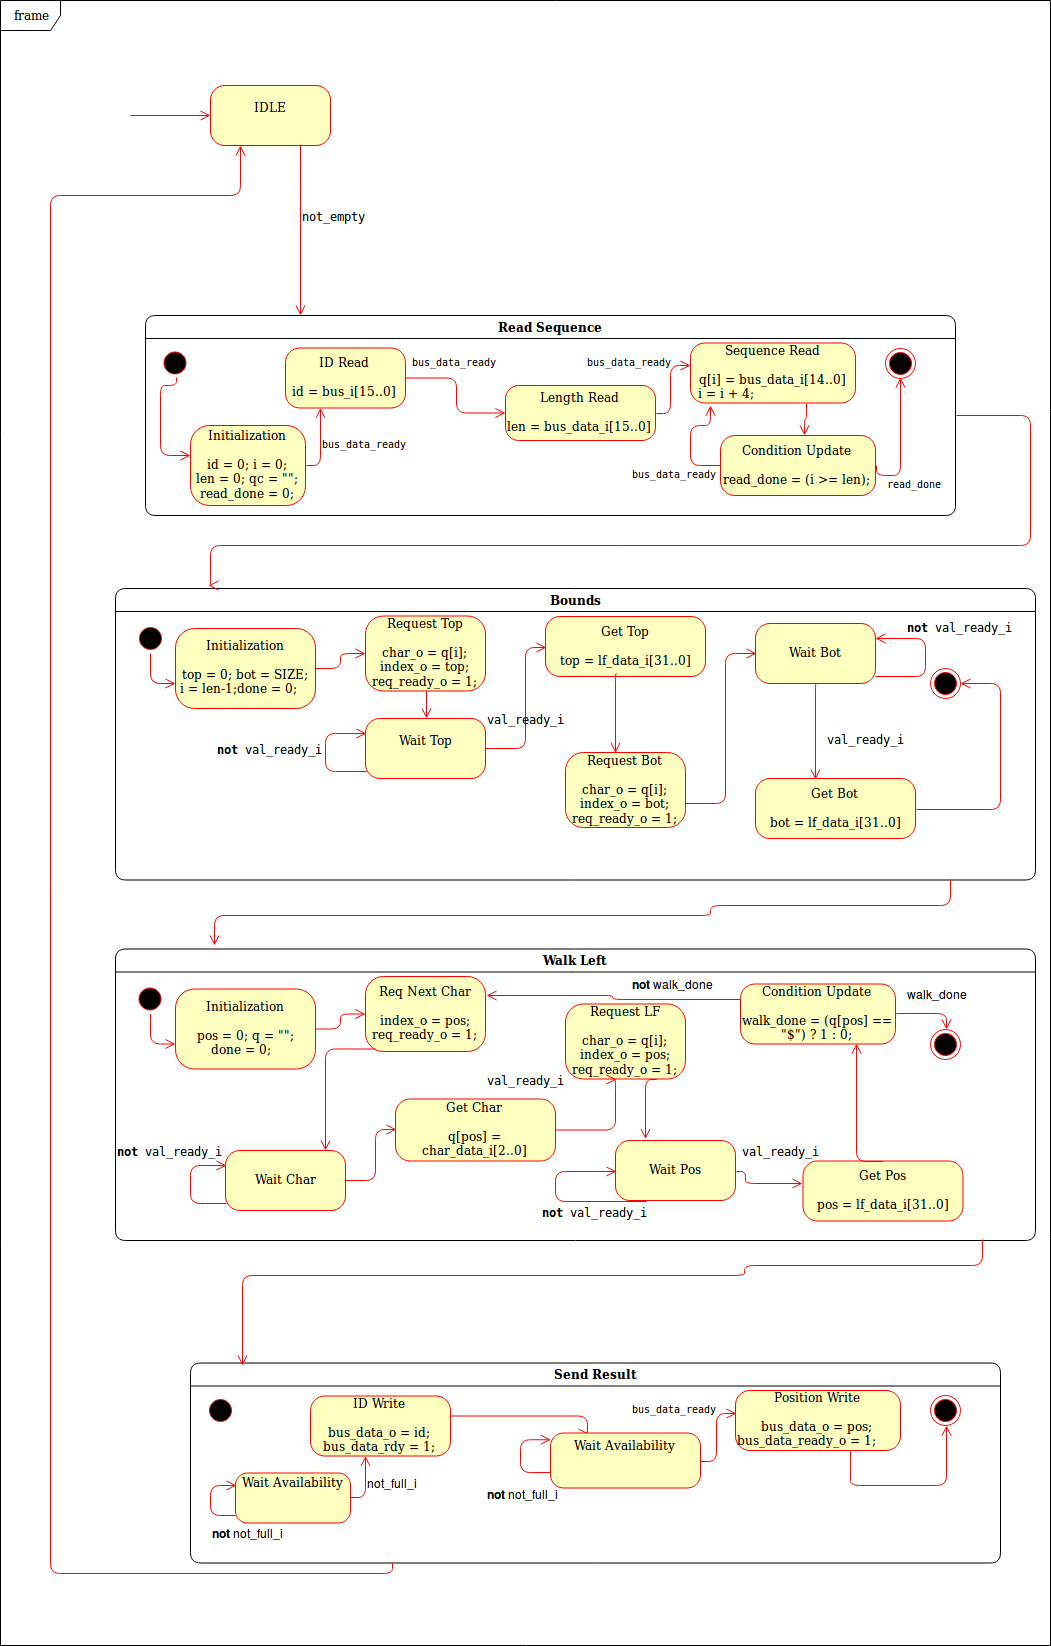 frame
IDLE
not_empty
Read Sequence
ID Read
id = bus_i[15..0]
bus_data_ready
bus_data_ready
Sequence Read
q[i] = bus_data_i[14..0]
i = i + 4;
Length Read
len = bus_data_i[15..0]
Initialization
id = 0; i = 0;
len = 0; qc = "";
read_done = 0;
bus_data_ready
Condition Update
read_done = (i >= len);
bus_data_ready
read_done
Bounds
Initialization
top = 0; bot = SIZE;
i = len-1;done = 0;
Request Top
char_o = q[i];
index_o = top;
req_ready_o = 1;
Get Top
top = lf_data_i[31..0]
Wait Bot
not val_ready_i
Wait Top
not val_ready_i
val_ready_i
val_ready_i
Request Bot
char_o = q[i];
index_o = bot;
req_ready_o = 1;
Get Bot
bot = lf_data_i[31..0]
Walk Left
Initialization
pos = 0; q = "";
done = 0;
Req Next Char
index_o = pos;
req_ready_o = 1;
not walk_done
Request LF
char_o = q[i];
index_o = pos;
req_ready_o = 1;
Condition Update
walk_done = (q[pos] ==
"$") ? 1 : 0;
walk_done
val_ready_i
Get Char
q[pos] =
char_data_i[2..0]
not val_ready_i
Wait Char
Wait Pos
not val_ready_i
val_ready_i
Get Pos
pos = lf_data_i[31..0]
Send Result
ID Write
bus_data_o = id;
bus_data_rdy = 1;
bus_data_ready
Position Write
bus_data_o = pos;
bus_data_ready_o = 1;
Wait Availability
not_full_i
not not_full_i
Wait Availability
not not_full_i